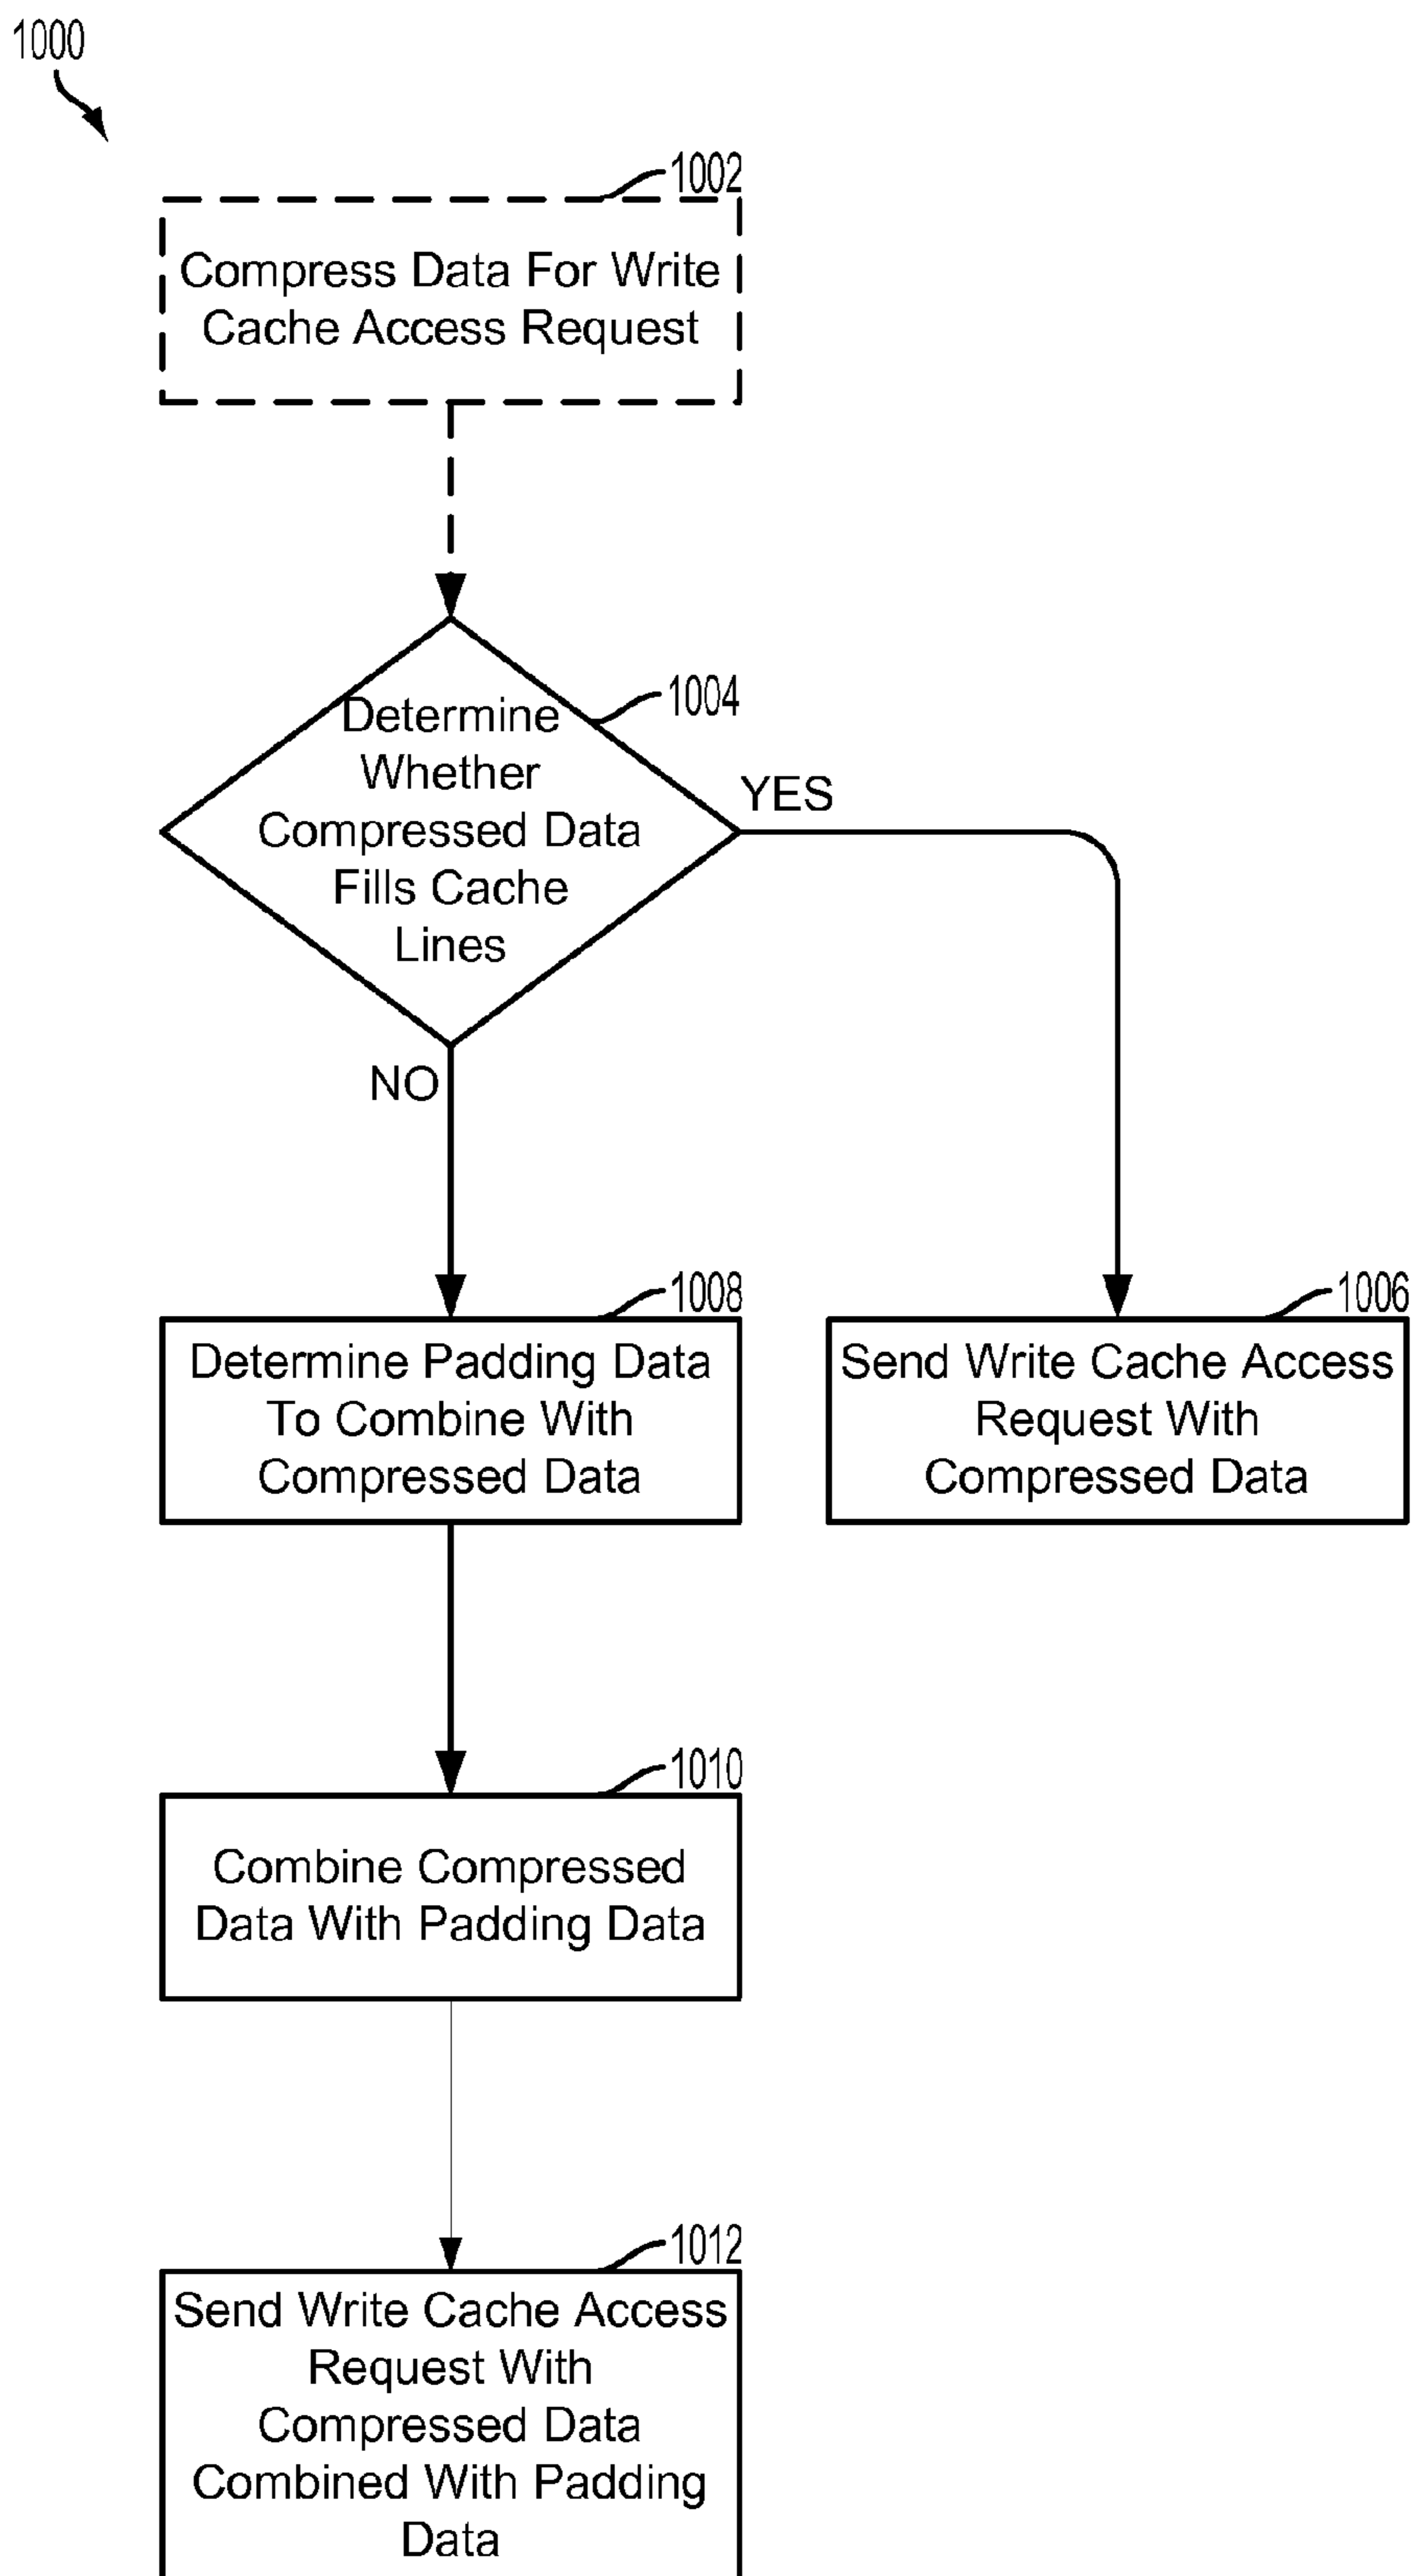 1000
1002
Compress Data For Write
Cache Access Request
1004
Determine
Whether
Compressed Data
Fills Cache
Lines
YES
NO
1008
Determine Padding Data
To Combine With
Compressed Data
1006
Send Write Cache Access
Request With
Compressed Data
1010
Combine Compressed
Data With Padding Data
1012
Send Write Cache Access
Request With
Compressed Data
Combined With Padding
Data